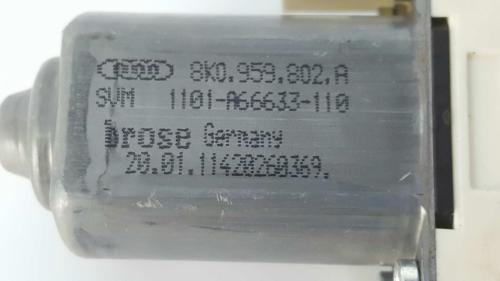 8K0.959.802.A
SVM 1101-A66633-110
brose Germany
20.01.11420260369.